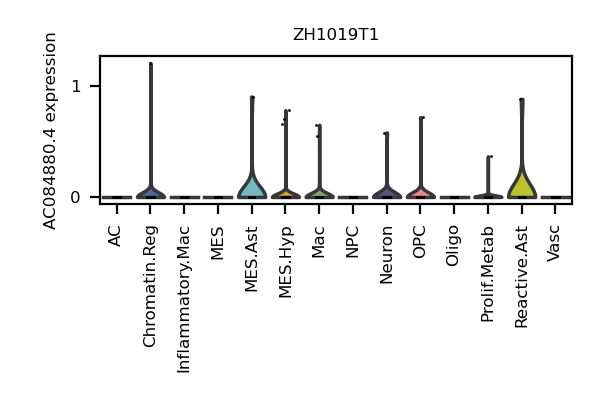 ZH1019T1
AC084880.4 expression
1
0
AC
Chromatin.Reg
Inflammatory.Mac
MES
MES.Ast
MES.Hyp
Mac
NPC
Neuron
OPC
Oligo
Prolif.Metab
Reactive.Ast
Vasc